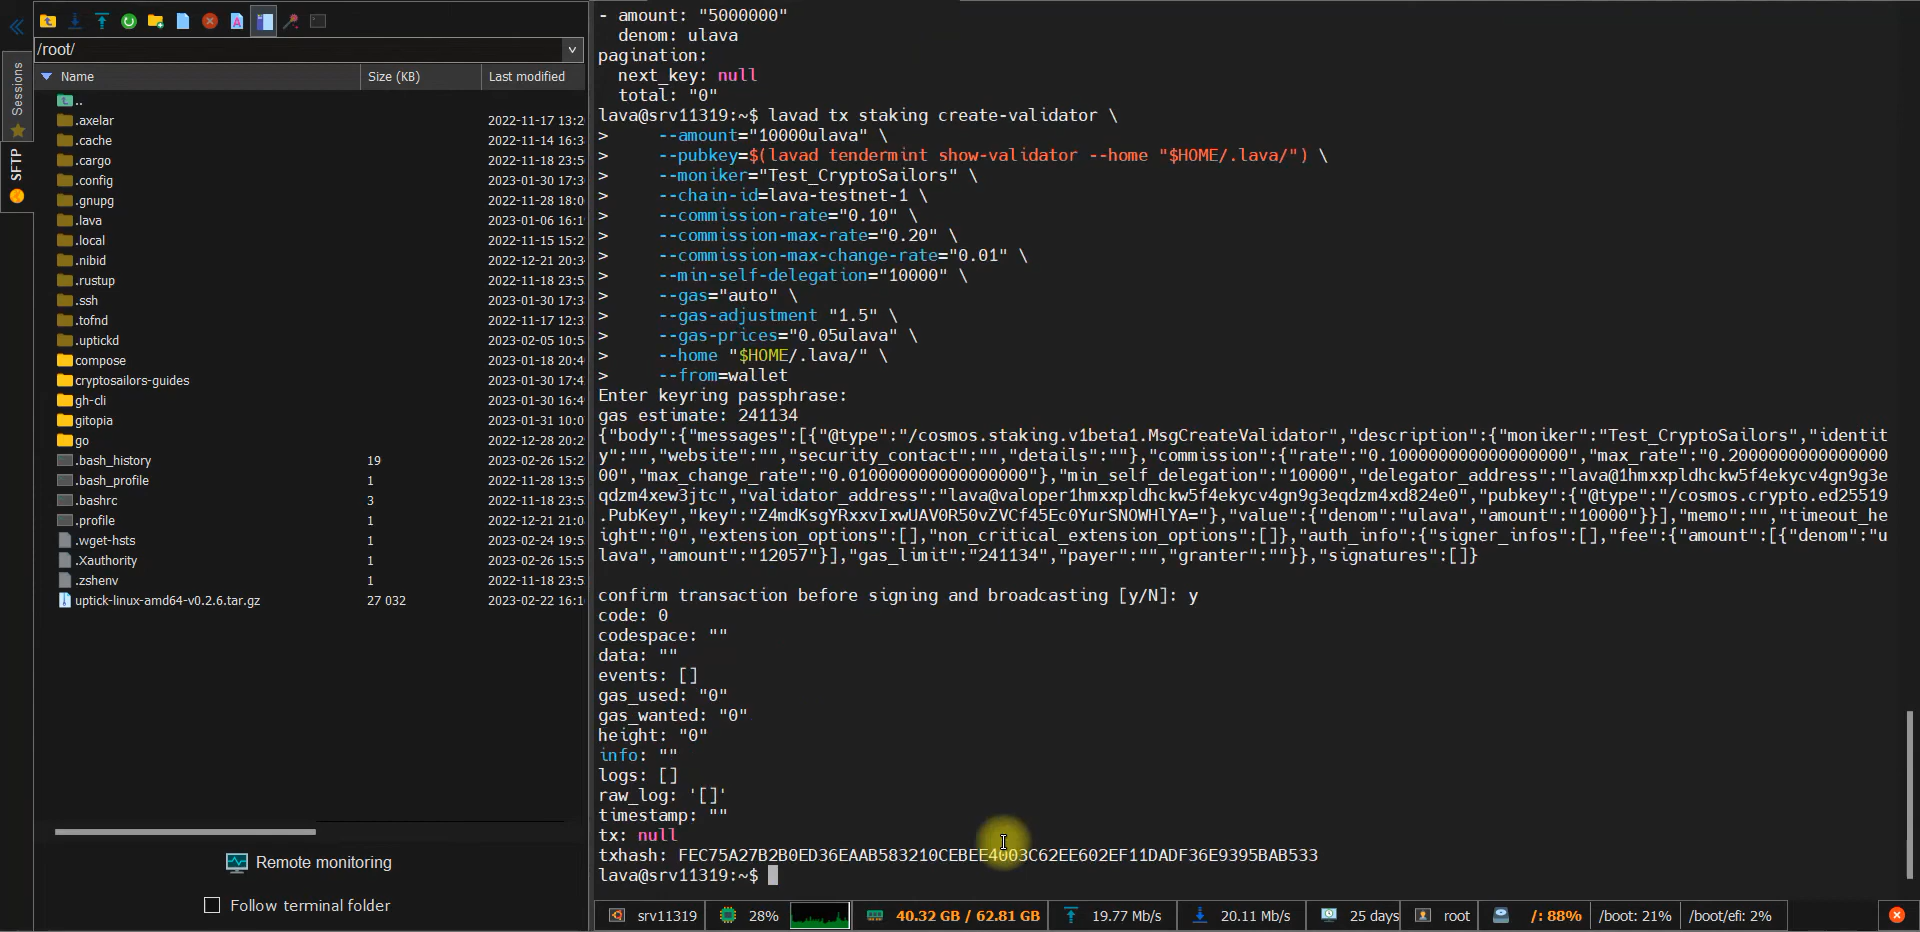 /root/
Name Size (KB) Last modified
Sessions
SFTP
..
.axelar 2022-11-17 13:2
.cache 2022-11-14 16:3
.cargo 2022-11-18 23:5
.config 2023-01-30 17:3
.gnupg 2022-11-28 18:0
.lava 2023-01-06 16:1
.local 2022-11-15 15:2
.nibid 2022-12-21 20:3
.rustup 2022-11-18 23:5
.ssh 2023-01-30 17:3
.tofnd 2022-11-17 12:3
.uptickd 2023-02-05 10:5
compose 2023-01-18 20:4
cryptosailors-guides 2023-01-30 17:4
gh-cli 2023-01-30 16:4
gitopia 2023-01-31 10:0
go 2022-12-28 20:2
.bash_history 19 2023-02-26 15:2
.bash_profile 1 2022-11-28 13:5
.bashrc 3 2022-11-18 23:5
.profile 1 2022-12-21 21:0
.wget-hsts 1 2023-02-24 19:5
.Xauthority 1 2023-02-26 15:5
.zshenv 1 2022-11-18 23:5
uptick-linux-amd64-v0.2.6.tar.gz 27 032 2023-02-22 16:1
Remote monitoring
Follow terminal folder
- amount: "5000000"
denom: ulava
pagination:
next_key: null
total: "0"
lava@srv11319:~$ lavad tx staking create-validator \
> --amount="10000ulava" \
> --pubkey=$(lavad tendermint show-validator --home "$HOME/.lava/") \
> --moniker="Test_CryptoSailors" \
> --chain-id=lava-testnet-1 \
> --commission-rate="0.10" \
> --commission-max-rate="0.20" \
> --commission-max-change-rate="0.01" \
> --min-self-delegation="10000" \
> --gas="auto" \
> --gas-adjustment "1.5" \
> --gas-prices="0.05ulava" \
> --home "$HOME/.lava/" \
> --from=wallet
Enter keyring passphrase:
gas estimate: 241134
{"body":{"messages":[{"@type":"/cosmos.staking.v1beta1.MsgCreateValidator","description":{"moniker":"Test_CryptoSailors","identit
y":"","website":"","security_contact":"","details":""},"commission":{"rate":"0.100000000000000000","max_rate":"0.2000000000000000
00","max_change_rate":"0.010000000000000000"},"min_self_delegation":"10000","delegator_address":"lava@1hmxxpldhckw5f4ekycv4gn9g3e
qdzm4xew3jtc","validator_address":"lava@valoper1hmxxpldhckw5f4ekycv4gn9g3eqdzm4xd824e0","pubkey":{"@type":"/cosmos.crypto.ed25519
.PubKey","key":"Z4mdKsgYRxxvIxwUAV0R50vZVCf45Ec0YurSNOWHlYA="},"value":{"denom":"ulava","amount":"10000"}}],"memo":"","timeout_he
ight":"0","extension_options":[],"non_critical_extension_options":[]},"auth_info":{"signer_infos":[],"fee":{"amount":[{"denom":"u
lava","amount":"12057"}],"gas_limit":"241134","payer":"","granter":""}},"signatures":[]}
confirm transaction before signing and broadcasting [y/N]: y
code: 0
codespace: ""
data: ""
events: []
gas_used: "0"
gas_wanted: "0"
height: "0"
info: ""
logs: []
raw_log: '[]'
timestamp: ""
tx: null
txhash: FEC75A27B2B0ED36EAAB583210CEBEE4003C62EE602EF11DADF36E9395BAB533
lava@srv11319:~$
srv11319 28% 40.32 GB / 62.81 GB 19.77 Mb/s 20.11 Mb/s 25 days root /: 88% /boot: 21% /boot/efi: 2%